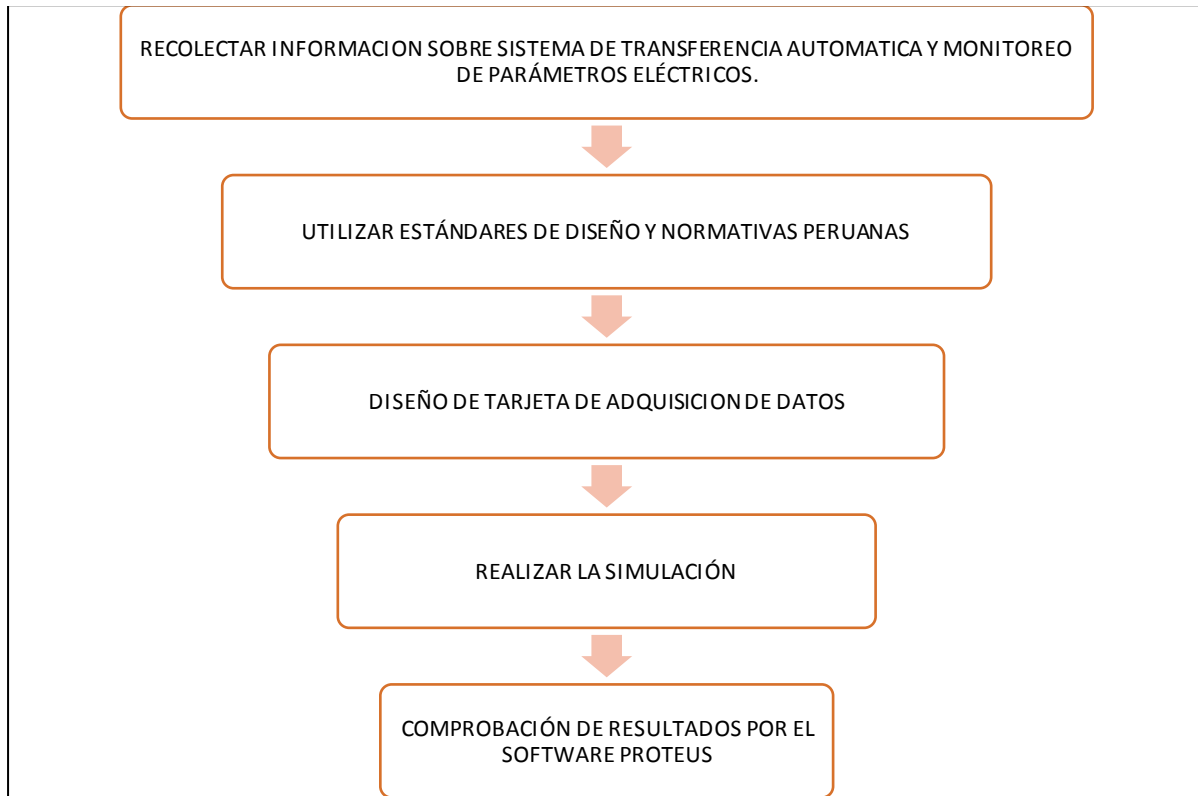 RECOLECTAR INFORMACION SOBRE SISTEMA DE TRANSFERENCIA AUTOMATICA Y MONITOREO
DE PARÁMETROS ELÉCTRICOS.
UTILIZAR ESTÁNDARES DE DISEÑO Y NORMATIVAS PERUANAS
DISEÑO DE TARJETA DE ADQUISICION DE DATOS
REALIZAR LA SIMULACIÓN
COMPROBACIÓN DE RESULTADOS POR EL
SOFTWARE PROTEUS